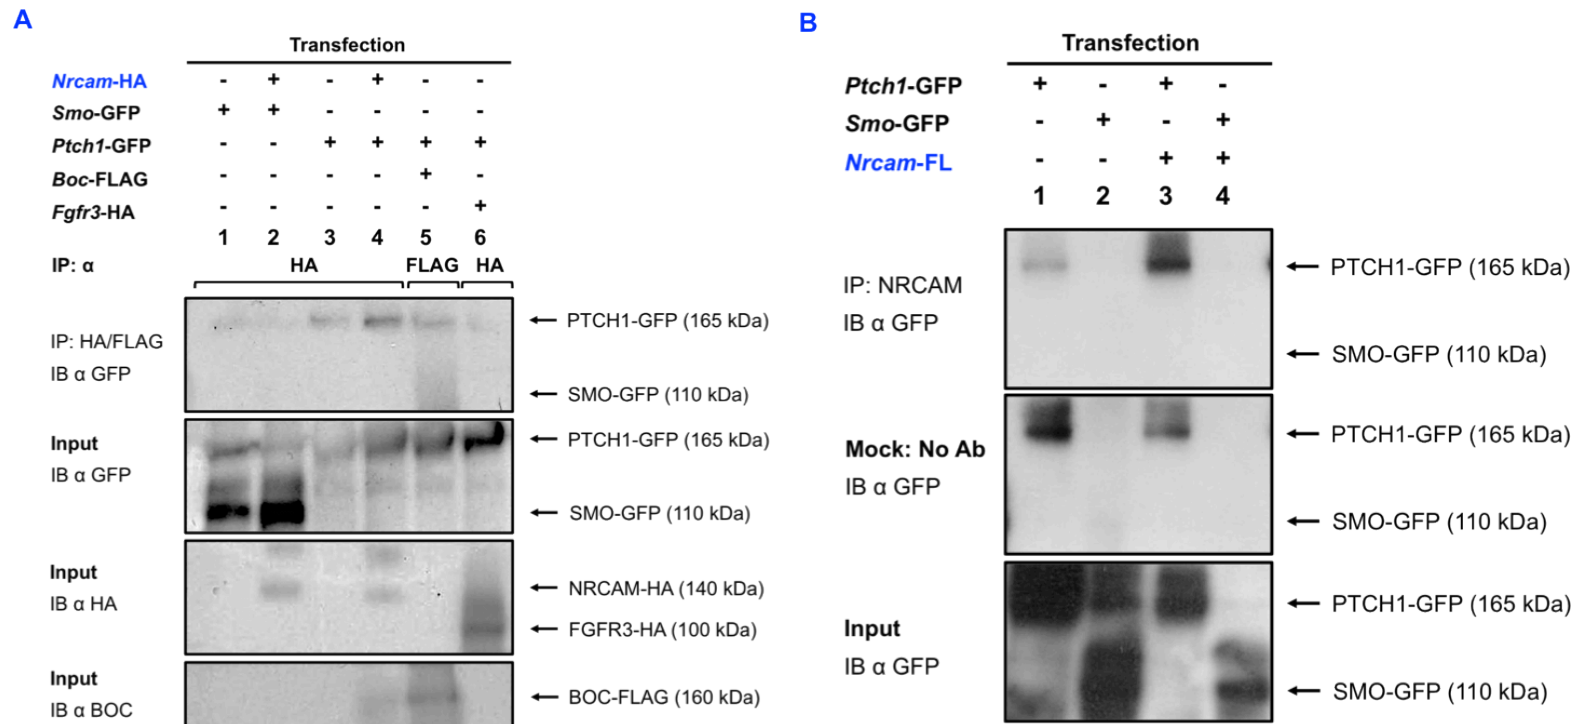 A
Transfection
Nrcam-HA - + - + - -
Smo-GFP + + - - - -
Ptch1-GFP - - + + + +
Boc-FLAG - - - - + -
Fgfr3-HA - - - - - +
1 2 3 4 5 6
IP: α HA FLAG HA
IP: HA/FLAG
IB α GFP
PTCH1-GFP (165 kDa)
SMO-GFP (110 kDa)
Input
IB α GFP
PTCH1-GFP (165 kDa)
SMO-GFP (110 kDa)
Input
IB α HA
NRCAM-HA (140 kDa)
FGFR3-HA (100 kDa)
Input
IB α BOC
BOC-FLAG (160 kDa)
B
Transfection
Ptch1-GFP + - + -
Smo-GFP - + - +
Nrcam-FL - - + +
1 2 3 4
IP: NRCAM
IB α GFP
PTCH1-GFP (165 kDa)
SMO-GFP (110 kDa)
Mock: No Ab
IB α GFP
PTCH1-GFP (165 kDa)
SMO-GFP (110 kDa)
Input
IB α GFP
PTCH1-GFP (165 kDa)
SMO-GFP (110 kDa)